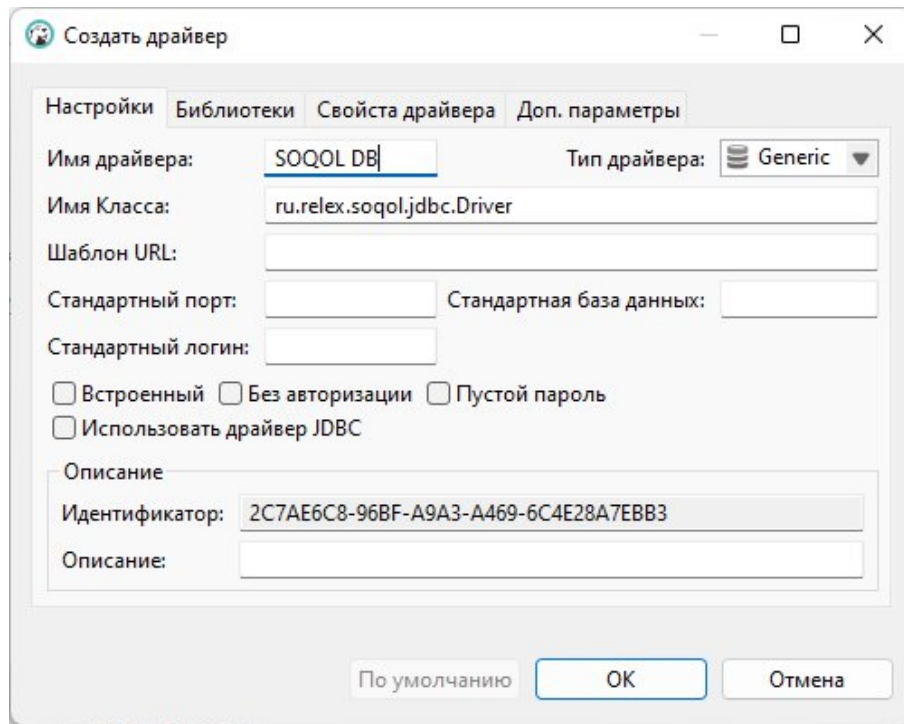 Создать драйвер
Настройки Библиотеки Свойста драйвера Доп. параметры
Имя драйвера: SOQOL DB Тип драйвера: Generic
Имя Класса: ru.relex.soqol.jdbc.Driver
Шаблон URL:
Стандартный порт: Стандартная база данных:
Стандартный логин:
Встроенный Без авторизации Пустой пароль
Использовать драйвер JDBC
Описание
Идентификатор: 2C7AE6C8-96BF-A9A3-A469-6C4E28A7EBB3
Описание:
По умолчанию ОК Отмена